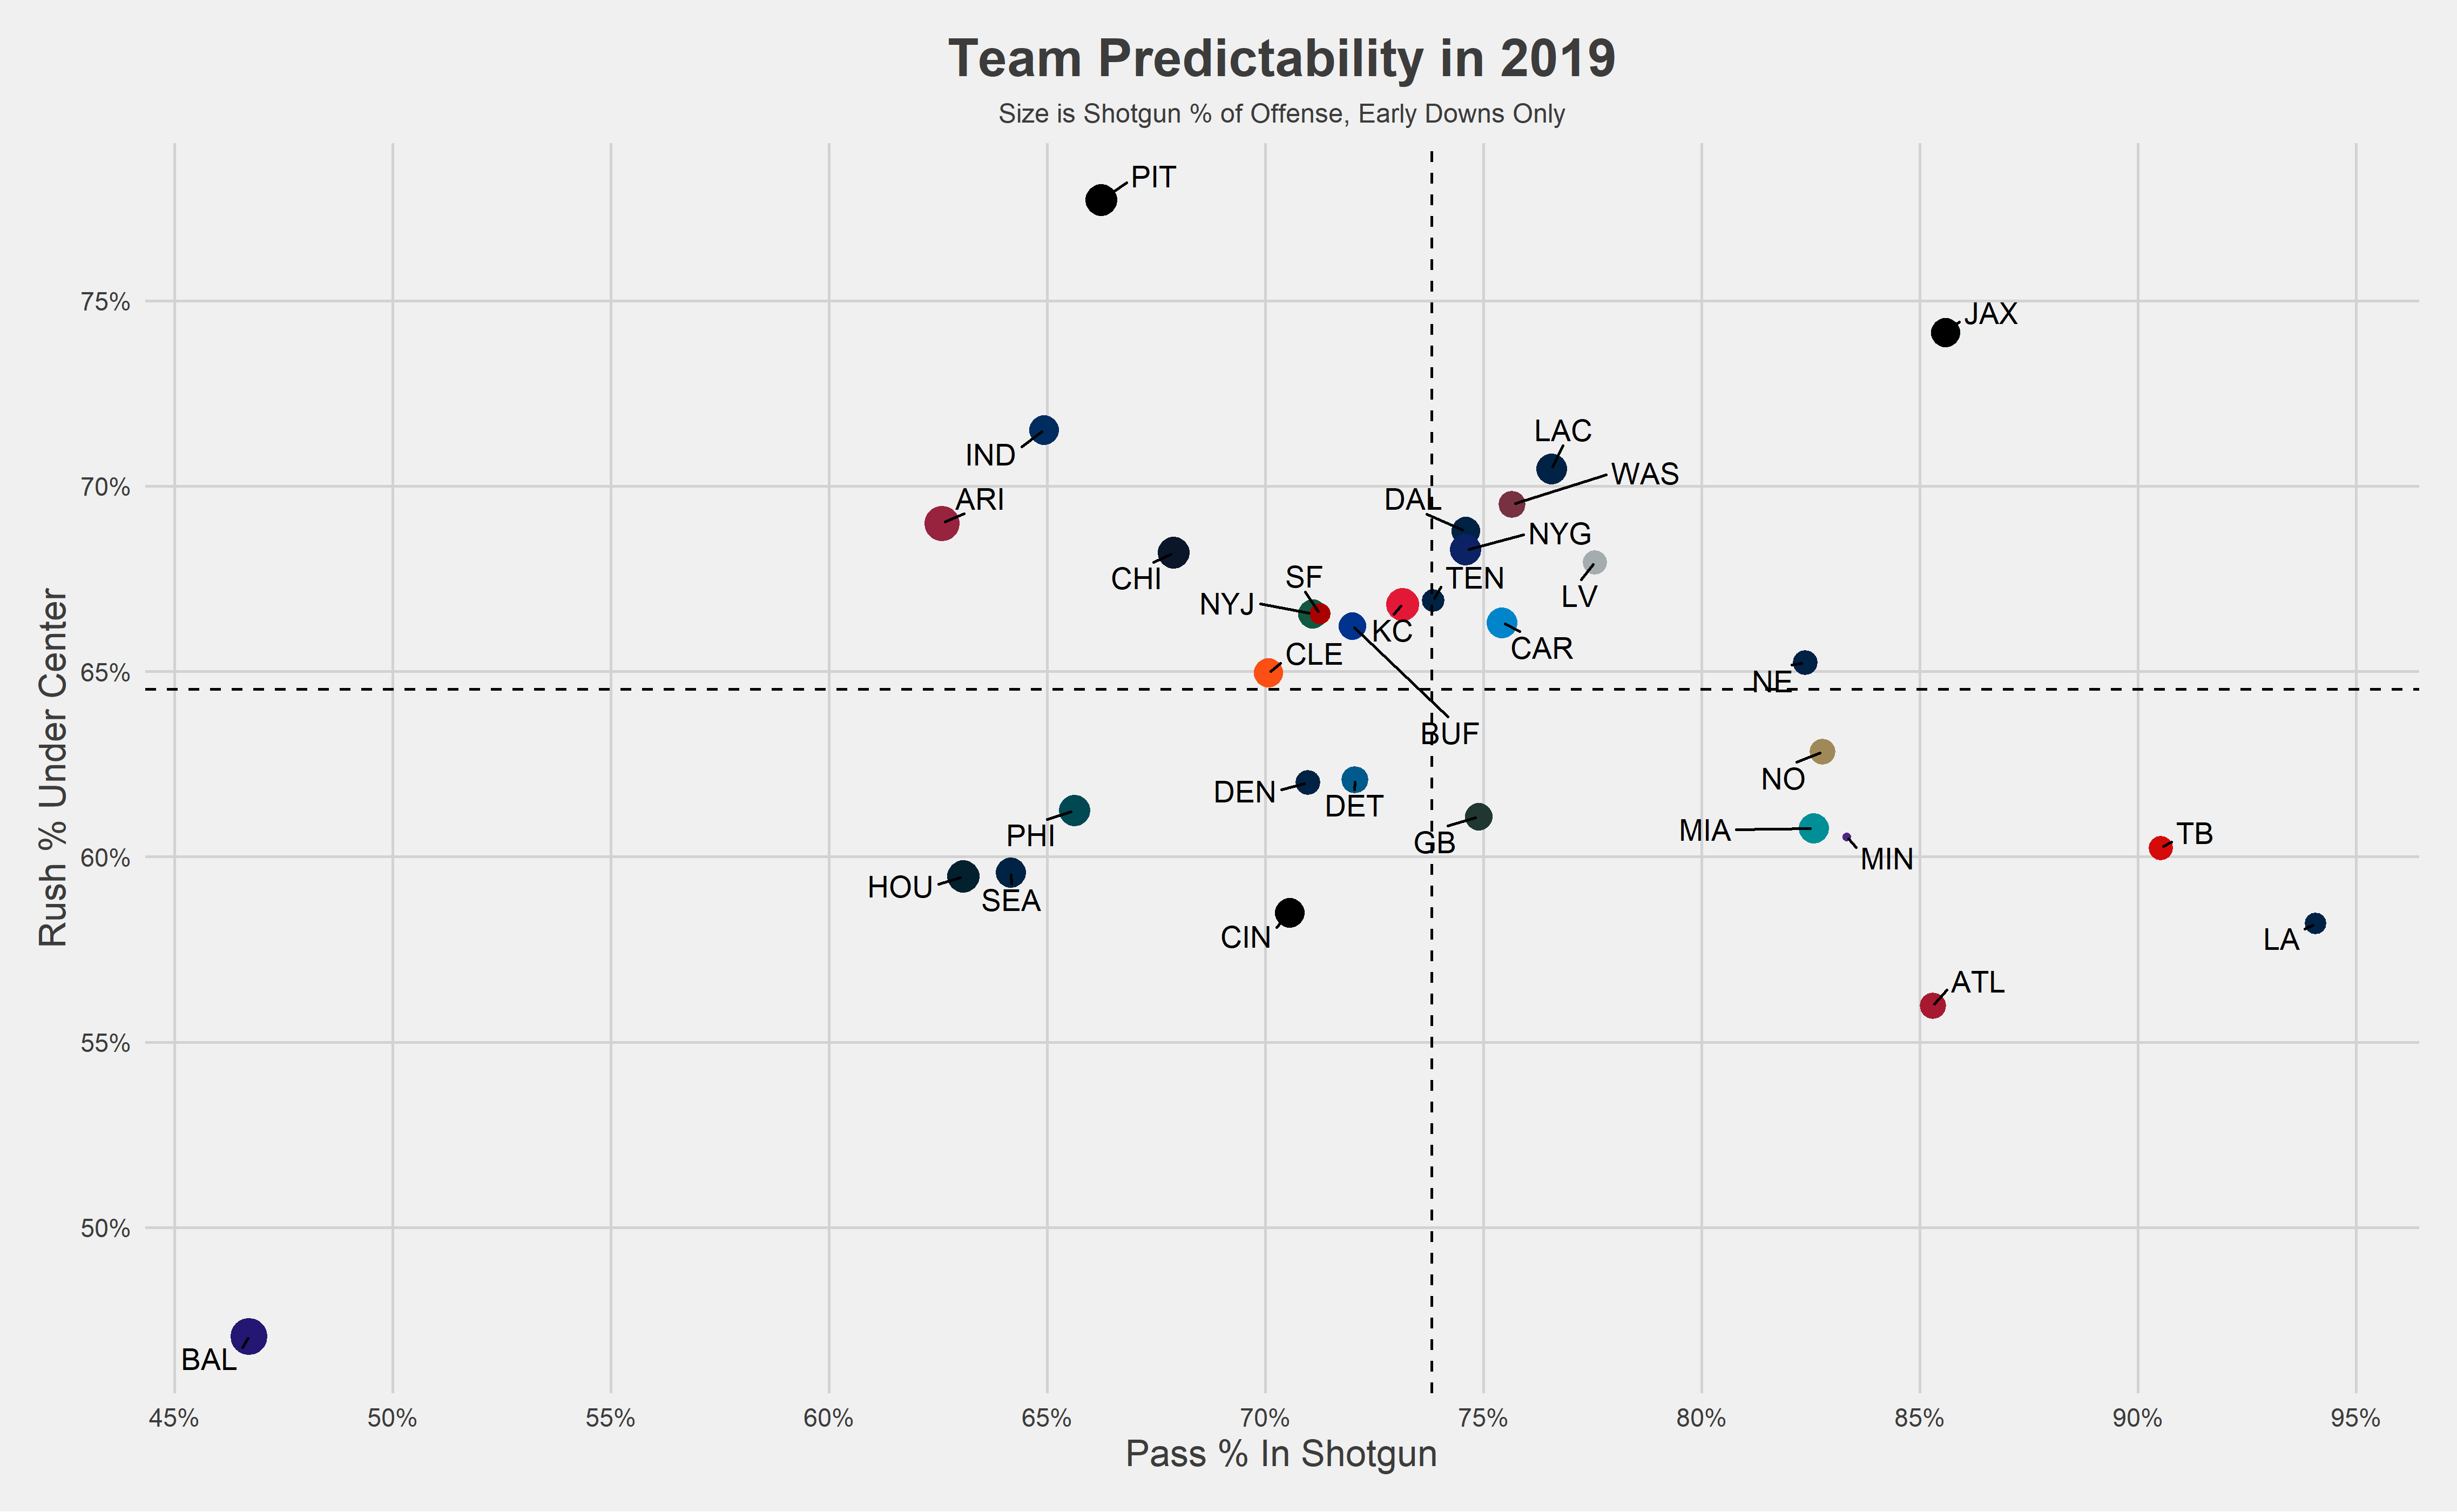 Team Predictability in 2019
Size is Shotgun % of Offense, Early Downs Only
PIT
75%
JAX
LAC
IND
WAS
70%
ARI
DAL
NYG
CHI
SF
TEN
LV
NYJ
KC
CAR
CLE
65%
NE
BUF
NO
DEN
DET
MIA
TB
PHI
GB
60%
MIN
HOU
SEA
CIN
LA
ATL
55%
50%
BAL
Rush % Under Center
45%
50%
55%
60%
65%
70%
75%
80%
85%
90%
95%
Pass % In Shotgun